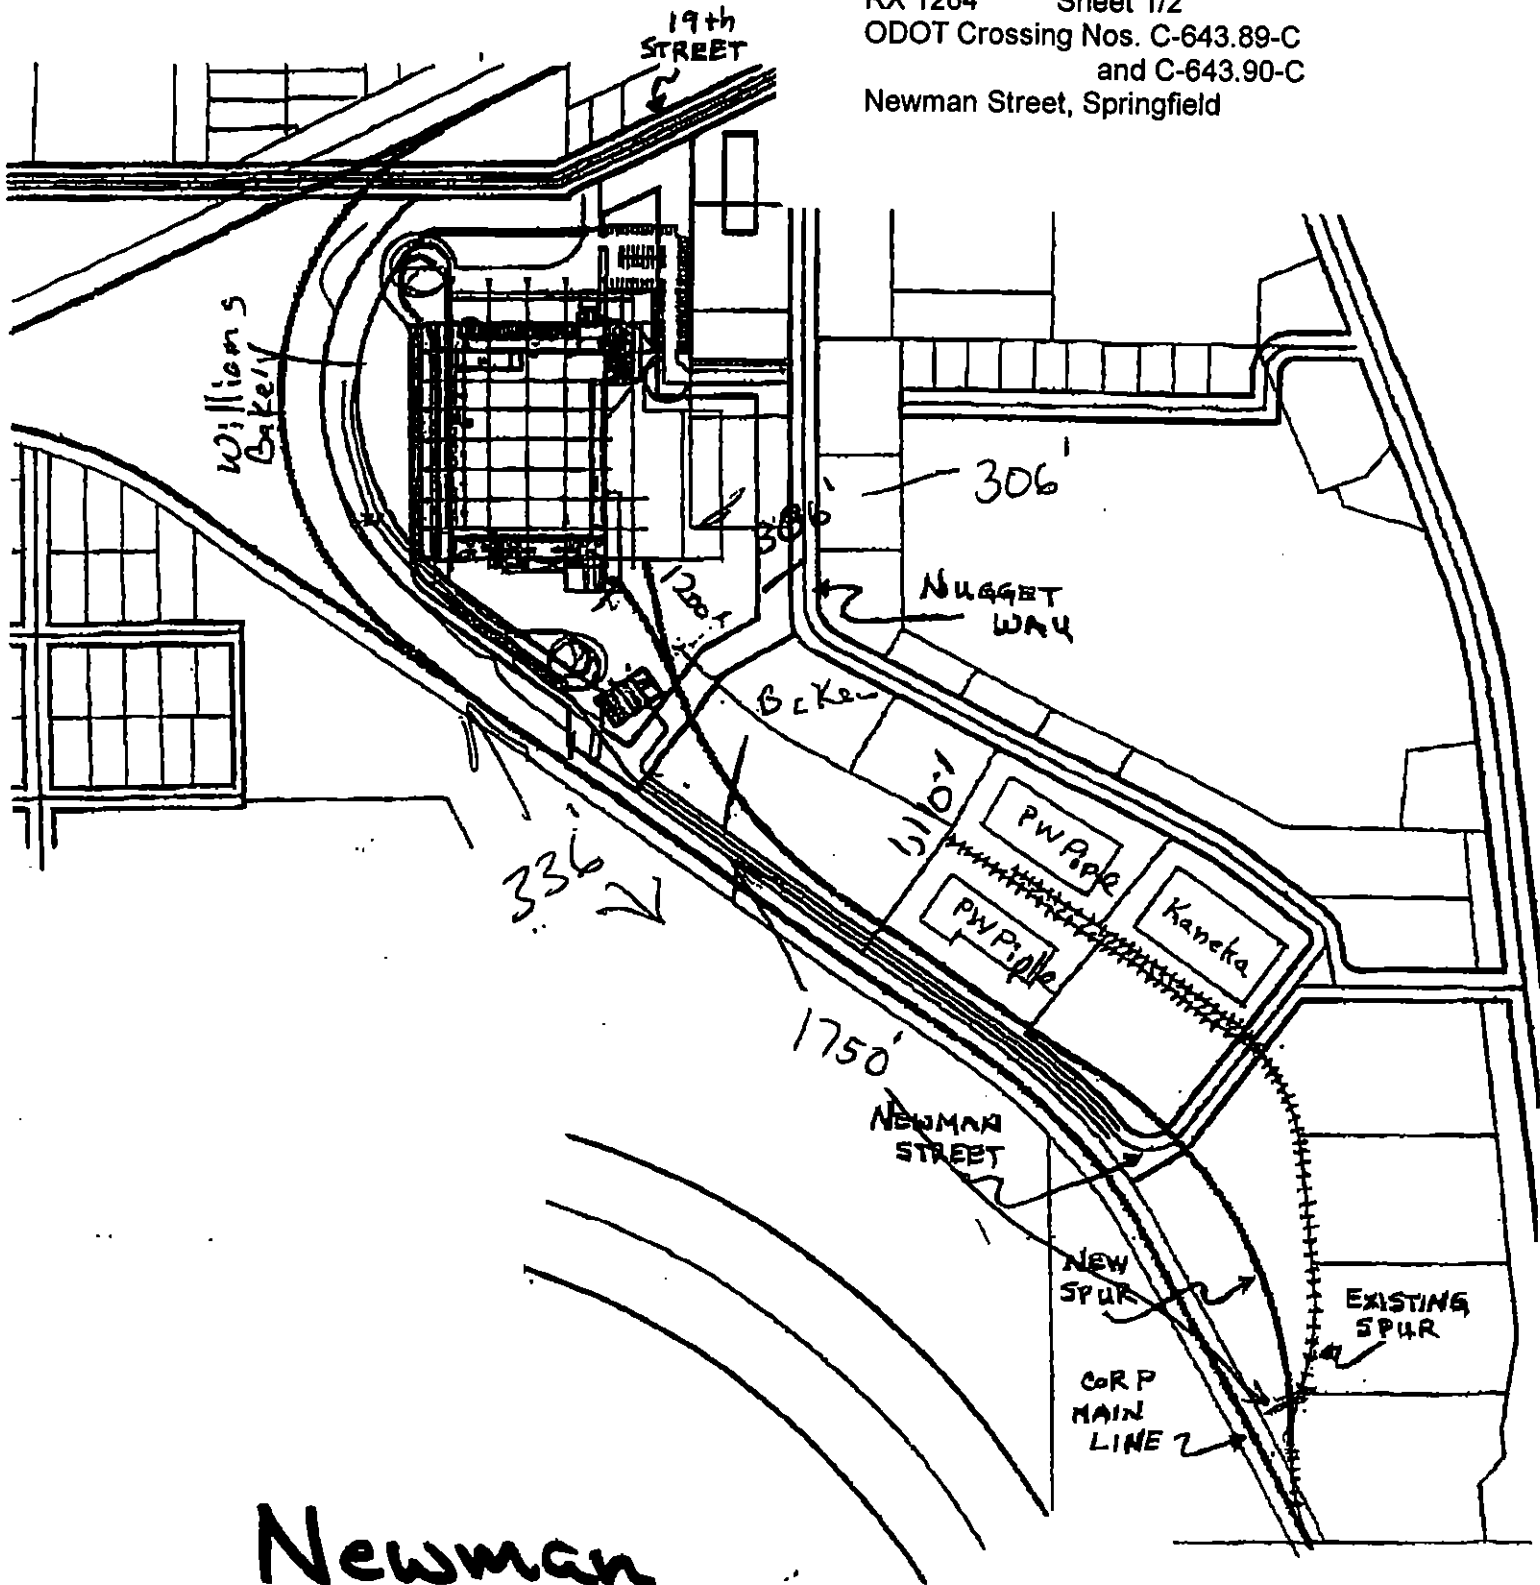 RX 1264 Sheet 1/2
ODOT Crossing Nos. C-643.89-C
and C-643.90-C
Newman Street, Springfield
19th
STREET
Williams
Bakery
306'
306'
NUGGET
WAY
1200'
Baker
336'
PW Pipe
PW Pipe
Kaneka
1750'
NEWMAN
STREET
NEW
SPUR
EXISTING
SPUR
CORP
MAIN
LINE
Newman